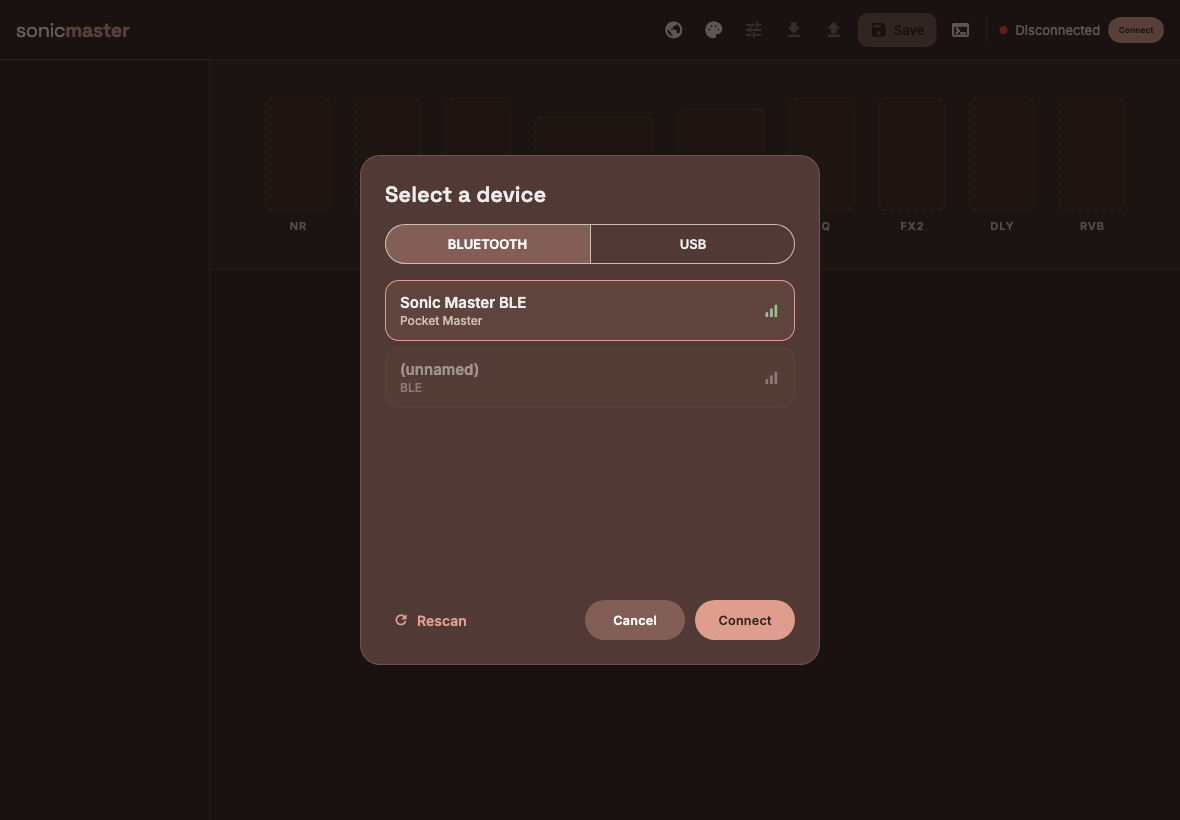 sonicmaster
Save
Disconnected
Connect
NR
Q
FX2
DLY
RVB
Select a device
BLUETOOTH
USB
Sonic Master BLE
Pocket Master
(unnamed)
BLE
Rescan
Cancel
Connect